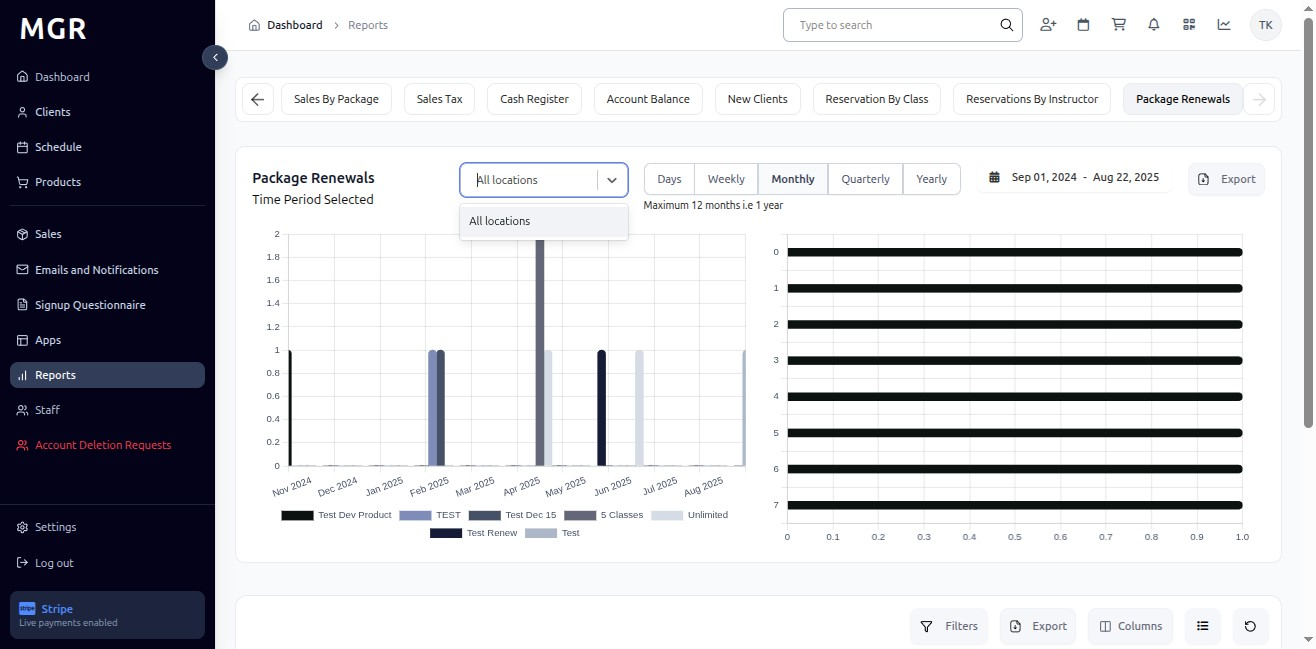 MGR
Dashboard
Clients
Schedule
Products
Sales
Emails and Notifications
Signup Questionnaire
Apps
Reports
Staff
Account Deletion Requests
Settings
Log out
stripe Stripe
Live payments enabled
Dashboard > Reports
Type to search
TK
Sales By Package
Sales Tax
Cash Register
Account Balance
New Clients
Reservation By Class
Reservations By Instructor
Package Renewals
Package Renewals
Time Period Selected
All locations
All locations
Days Weekly Monthly Quarterly Yearly
Maximum 12 months i.e 1 year
Sep 01, 2024 - Aug 22, 2025
Export
2
1.8
1.6
1.4
1.2
1
0.8
0.6
0.4
0.2
0
Nov 2024 Dec 2024 Jan 2025 Feb 2025 Mar 2025 Apr 2025 May 2025 Jun 2025 Jul 2025 Aug 2025
Test Dev Product TEST Test Dec 15 5 Classes Unlimited
Test Renew Test
0
1
2
3
4
5
6
7
0 0.1 0.2 0.3 0.4 0.5 0.6 0.7 0.8 0.9 1.0
Filters Export Columns